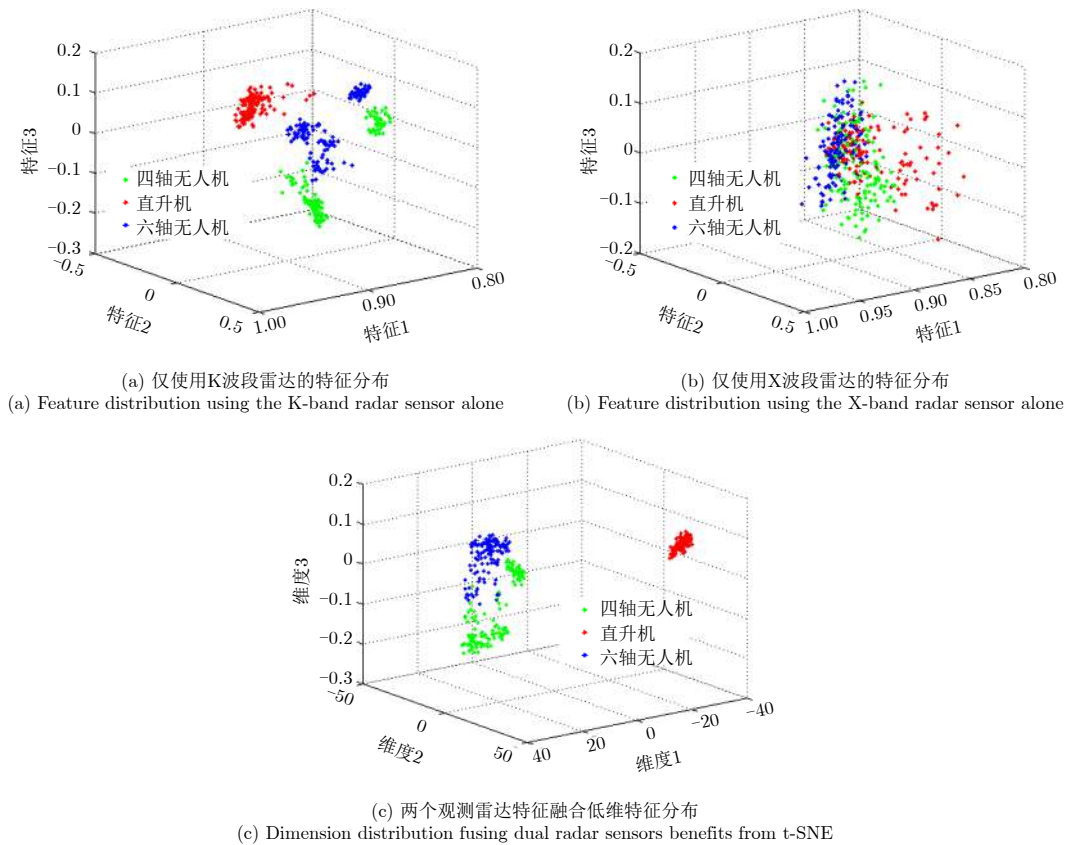 0.2
0.1
0
−0.1
−0.2
−0.3
特征3
−0.5
0
0.5
特征2
1.00
0.90
0.80
特征1
四轴无人机
直升机
六轴无人机
(a) 仅使用K波段雷达的特征分布
(a) Feature distribution using the K-band radar sensor alone
0.2
0.1
0
−0.1
−0.2
特征3
−0.5
0
0.5
特征2
1.00
0.95
0.90
0.85
0.80
特征1
四轴无人机
直升机
六轴无人机
(b) 仅使用X波段雷达的特征分布
(b) Feature distribution using the X-band radar sensor alone
0.2
0.1
0
−0.1
−0.2
−0.3
维度3
−50
0
50
维度2
40
20
0
−20
−40
维度1
四轴无人机
直升机
六轴无人机
(c) 两个观测雷达特征融合低维特征分布
(c) Dimension distribution fusing dual radar sensors benefits from t-SNE